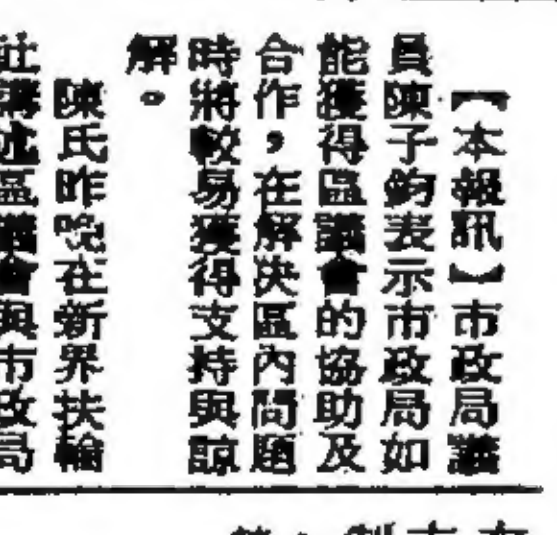 【本報訊】市政局議
員陳子鈞表示市政局如
能獲得區議會的協助及
合作，在解決區內問題
時將較易獲得支持與諒
解。
陳氏昨晚在新界扶輪
社講述區議會與市政局